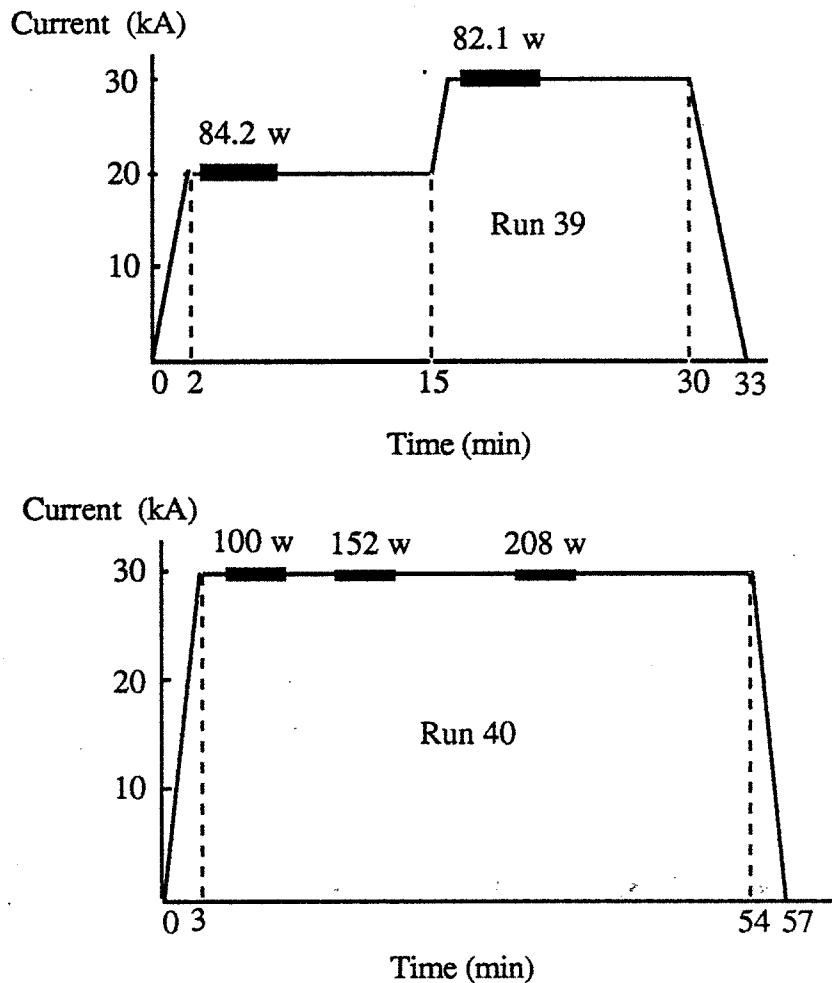 Current (kA)
82.1 w
30
84.2 w
20
Run 39
10
0 2 15 30 33
Time (min)
Current (kA)
100 w 152 w 208 w
30
20
Run 40
10
0 3 54 57
Time (min)